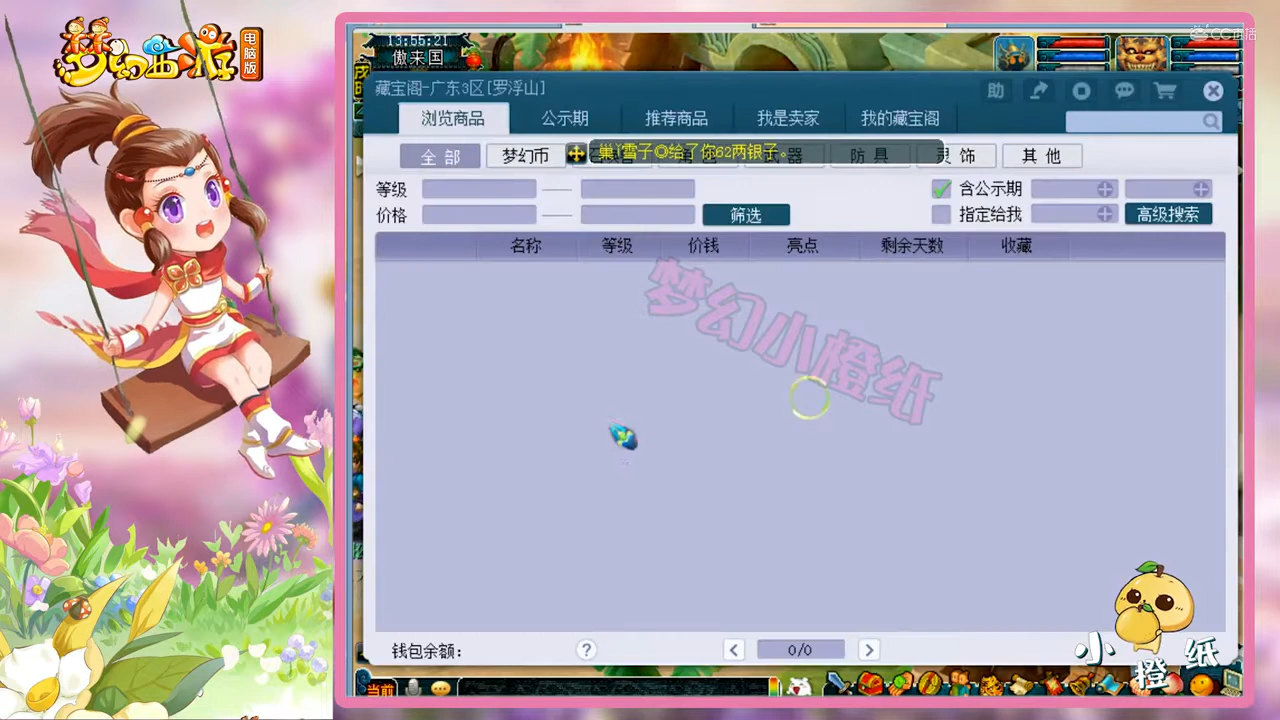 梦幻西游
电脑版
CC直播
13:55:21
傲来国
藏宝阁-广东3区[罗浮山]
助
浏览商品
公示期
推荐商品
我是卖家
我的藏宝阁
全部
梦幻币
给了你62两银子。
防具
灵饰
其他
等级
含公示期
价格
筛选
指定给我
高级搜索
名称
等级
价钱
亮点
剩余天数
收藏
梦幻小橙纸
钱包余额：
?
<
0/0
>
小橙纸
当前